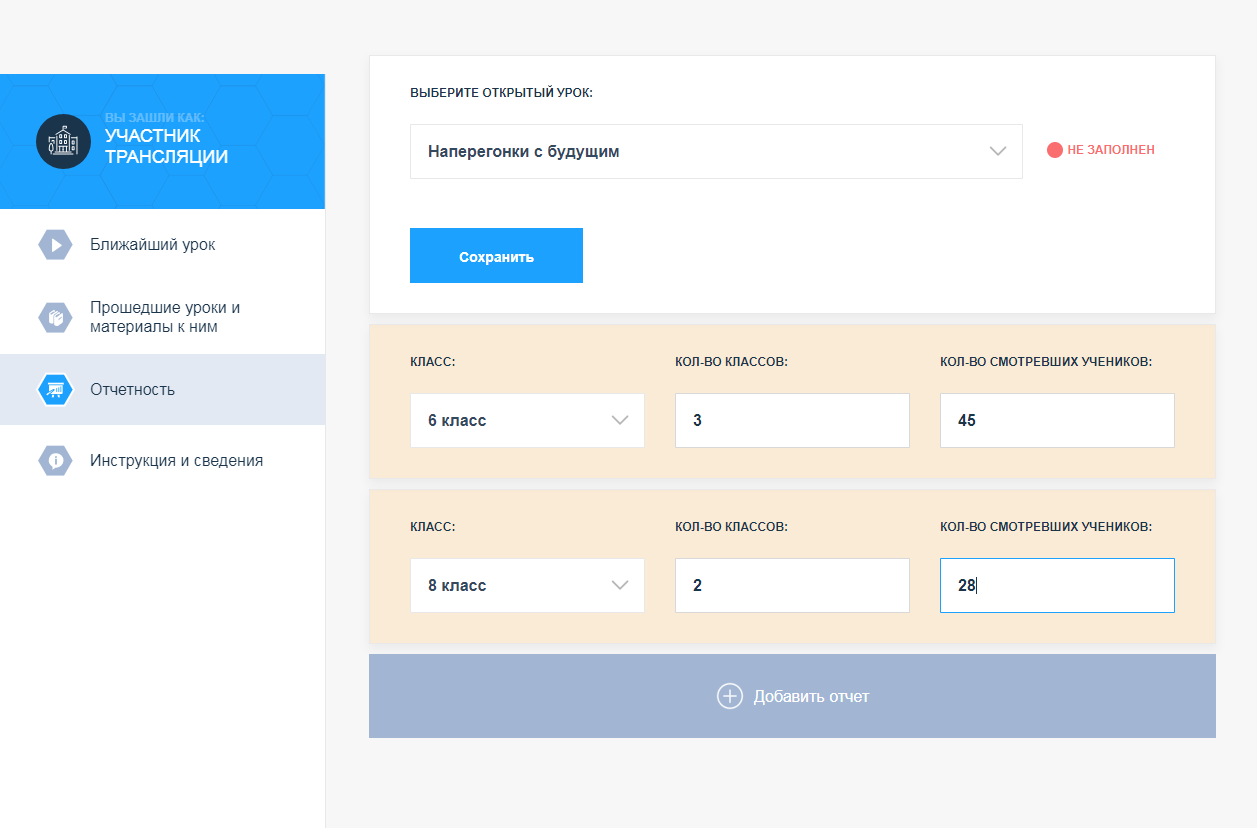 ВЫ ЗАШЛИ КАК:
УЧАСТНИК
ТРАНСЛЯЦИИ
Ближайший урок
Прошедшие уроки и
материалы к ним
Отчетность
Инструкция и сведения
ВЫБЕРИТЕ ОТКРЫТЫЙ УРОК:
Наперегонки с будущим
НЕ ЗАПОЛНЕН
Сохранить
КЛАСС: КОЛ-ВО КЛАССОВ: КОЛ-ВО СМОТРЕВШИХ УЧЕНИКОВ:
6 класс 3 45
КЛАСС: КОЛ-ВО КЛАССОВ: КОЛ-ВО СМОТРЕВШИХ УЧЕНИКОВ:
8 класс 2 28
Добавить отчет